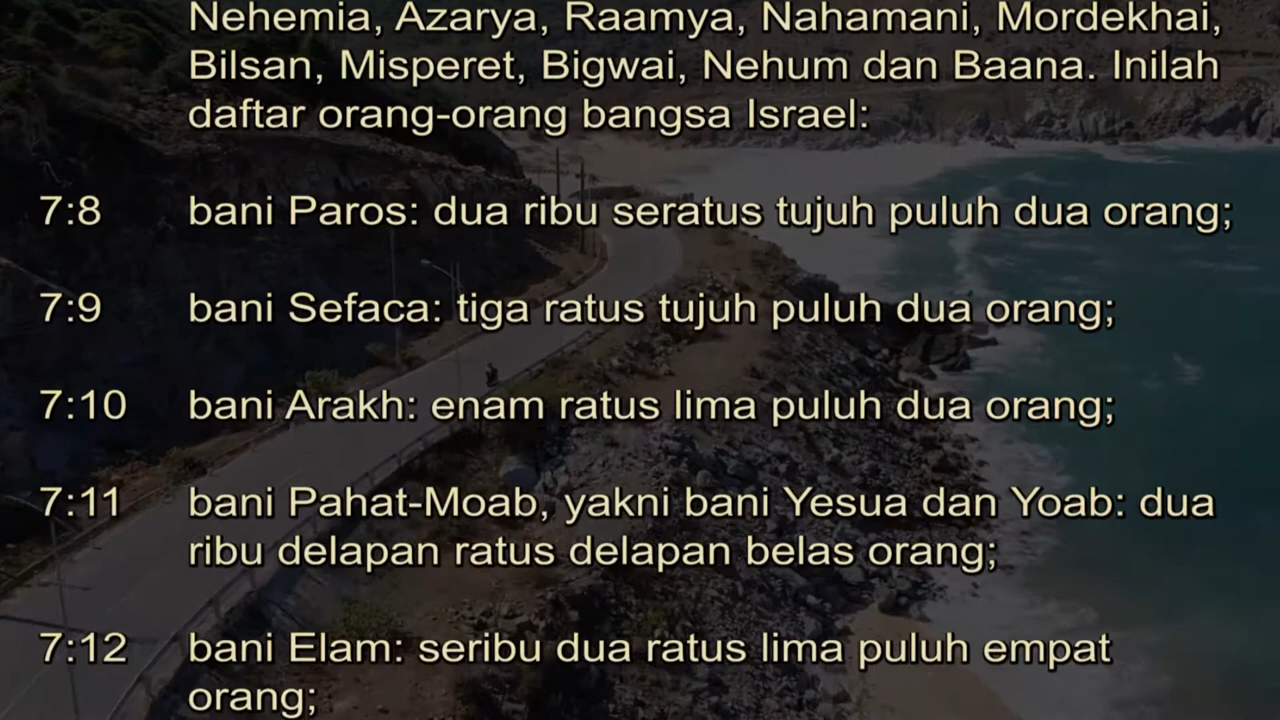 Nehemia, Azarya, Raamya, Nahamani, Mordekhai,
Bilsan, Misperet, Bigwai, Nehum dan Baana. Inilah
daftar orang-orang bangsa Israel:
7:8 bani Paros: dua ribu seratus tujuh puluh dua orang;
7:9 bani Sefaca: tiga ratus tujuh puluh dua orang;
7:10 bani Arakh: enam ratus lima puluh dua orang;
7:11 bani Pahat-Moab, yakni bani Yesua dan Yoab: dua
ribu delapan ratus delapan belas orang;
7:12 bani Elam: seribu dua ratus lima puluh empat
orang;